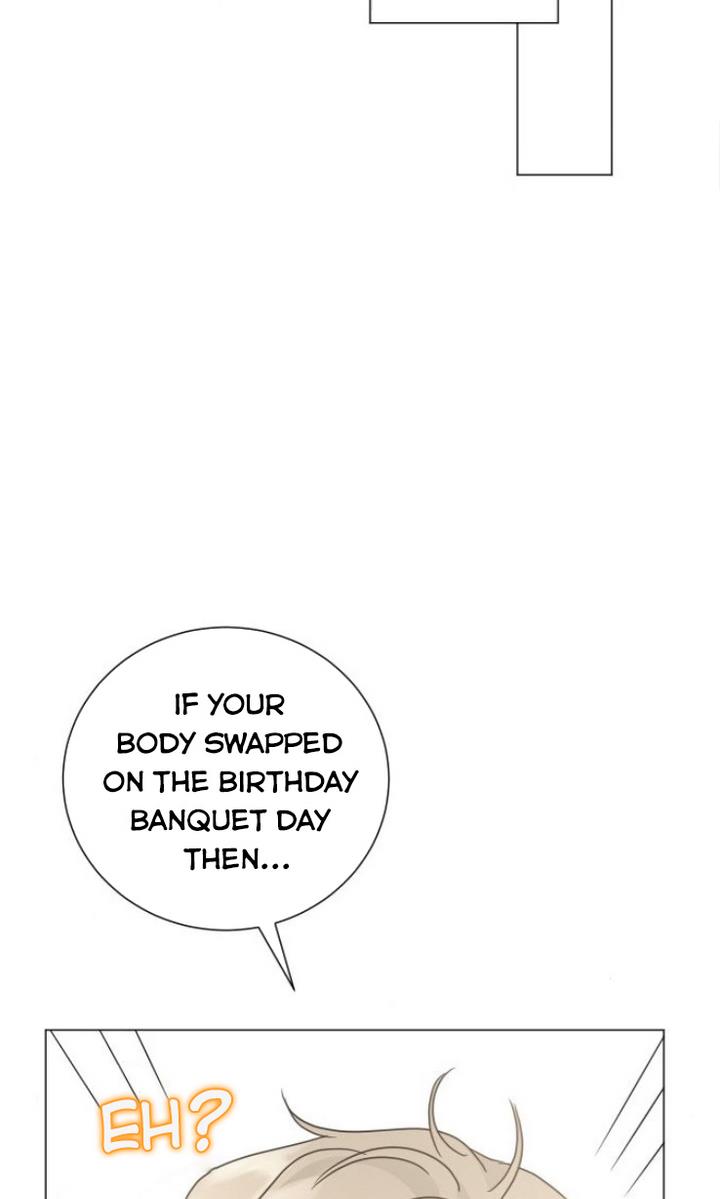 IF YOUR
BODY SWAPPED
ON THE BIRTHDAY
BANQUET DAY
THEN...
EH?